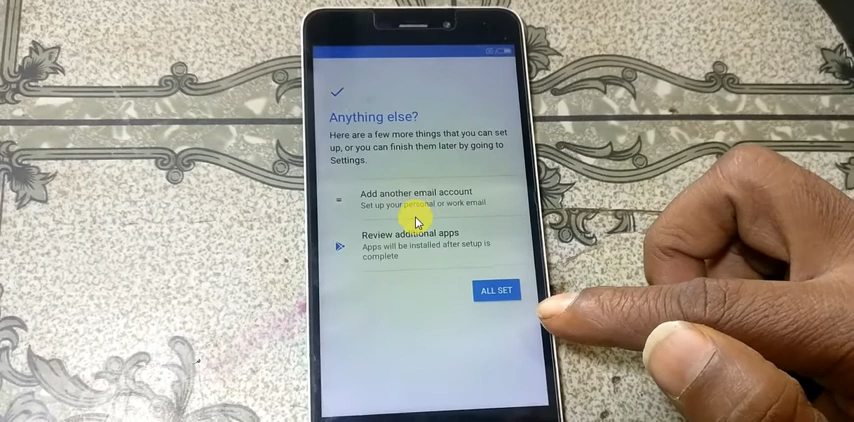 Anything else?
Here are a few more things that you can set
up, or you can finish them later by going to
Settings.
Add another email account
Set up your personal or work email
Review additional apps
Apps will be installed after setup is
complete
ALL SET